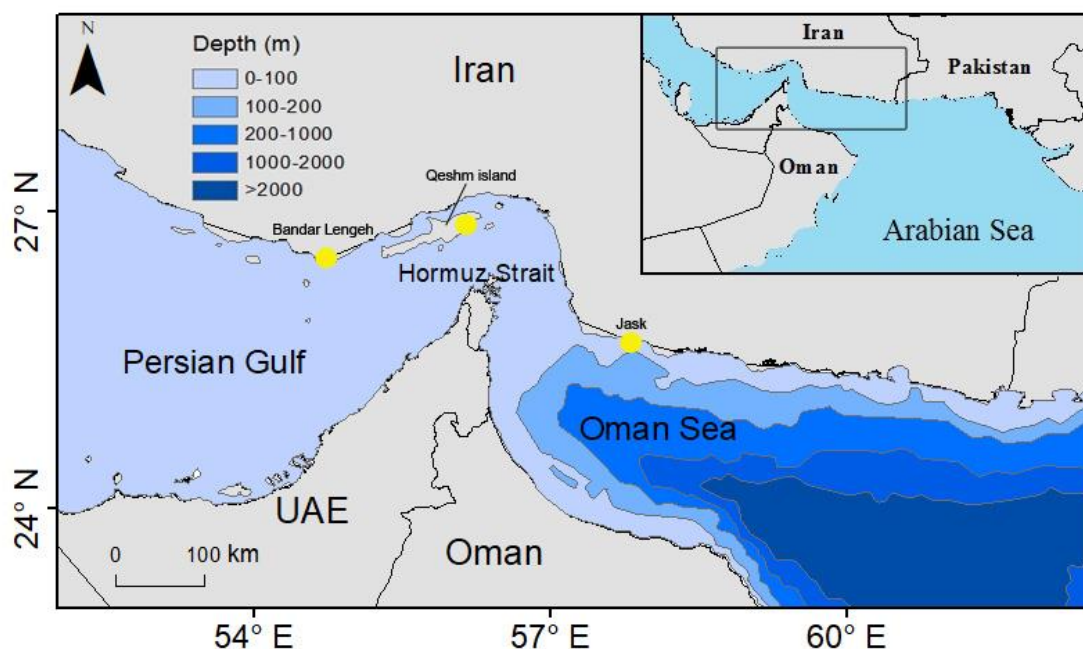 N
Depth (m)
0-100
100-200
200-1000
1000-2000
>2000
Iran
Iran
Pakistan
Oman
Arabian Sea
Qeshm island
Bandar Lengeh
Hormuz Strait
Jask
Persian Gulf
Oman Sea
UAE
Oman
0 100 km
27° N
24° N
54° E
57° E
60° E